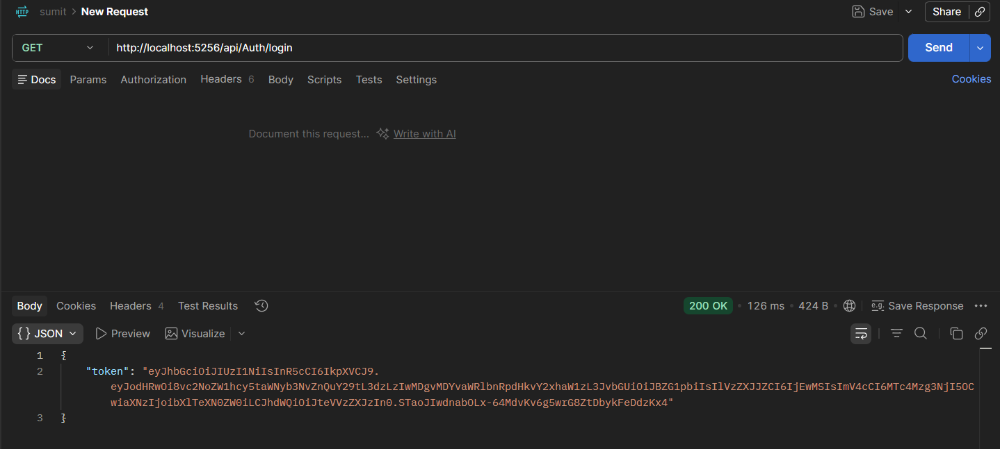 HTTP sumit > New Request Save Share
GET http://localhost:5256/api/Auth/login Send
Docs Params Authorization Headers 6 Body Scripts Tests Settings Cookies
Document this request... Write with AI
Body Cookies Headers 4 Test Results 200 OK • 126 ms • 424 B • e.g. Save Response •••
{} JSON Preview Visualize
1 {
2 "token": "eyJhbGciOiJIUzI1NiIsInR5cCI6IkpXVCJ9.
eyJodHRwOi8vc2NoZW1hcy5taWNyb3NvZnQuY29tL3dzLzIwMDgvMDYvaWRlbnRpdHkvY2xhaW1zL3JvbGUiOiJBZG1pbiIsIlVzZXJJZCI6IjEwMSIsImV4cCI6MTc4Mzg3NjI5OC
wiaXNzIjoibXlTeXN0ZW0iLCJhdWQiOiJteVVzZXJzIn0.STaoJIwdnabOLx-64MdvKv6g5wrG8ZtDbykFeDdzKx4"
3 }